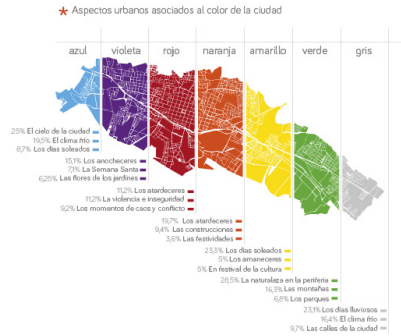 * Aspectos urbanos asociados al color de la ciudad
azul violeta rojo naranja amarillo verde gris
25% El cielo de la ciudad
19,5% El clima frío
8,7% Los días soleados
15,1% Los anocheceres
7,1% La Semana Santa
6,25% Las flores de los jardines
11,2% Los atardeceres
11,2% La violencia e inseguridad
9,2% Los momentos de caos y conflicto
19,7% Los atardeceres
9,4% Las construcciones
3,6% Las festividades
23,3% Los días soleados
5% Los amaneceres
5% En festival de la cultura
28,5% La naturaleza en la periferia
16,3% Las montañas
6,8% Los parques
23,1% Los días lluviosos
16,4% El clima frío
9,7% Las calles de la ciudad